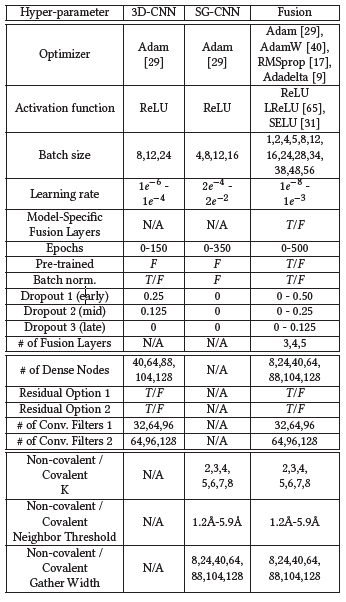 Hyper-parameter 3D-CNN SG-CNN Fusion
Optimizer Adam [29] Adam [29] Adam [29], AdamW [40], RMSprop [17], Adadelta [9]
Activation function ReLU ReLU ReLU LReLU [65], SELU [31]
Batch size 8,12,24 4,8,12,16 1,2,4,5,8,12, 16,24,28,34, 38,48,56
Learning rate 1e-6 - 1e-4 2e-4 - 2e-2 1e-8 - 1e-3
Model-Specific Fusion Layers N/A N/A T/F
Epochs 0-150 0-350 0-500
Pre-trained F F T/F
Batch norm. T/F F T/F
Dropout 1 (early) 0.25 0 0 - 0.50
Dropout 2 (mid) 0.125 0 0 - 0.25
Dropout 3 (late) 0 0 0 - 0.125
# of Fusion Layers N/A N/A 3,4,5
# of Dense Nodes 40,64,88, 104,128 N/A 8,24,40,64, 88,104,128
Residual Option 1 T/F N/A T/F
Residual Option 2 T/F N/A T/F
# of Conv. Filters 1 32,64,96 N/A 32,64,96
# of Conv. Filters 2 64,96,128 N/A 64,96,128
Non-covalent / Covalent K N/A 2,3,4, 5,6,7,8 2,3,4, 5,6,7,8
Non-covalent / Covalent Neighbor Threshold N/A 1.2Å-5.9Å 1.2Å-5.9Å
Non-covalent / Covalent Gather Width N/A 8,24,40,64, 88,104,128 8,24,40,64, 88,104,128